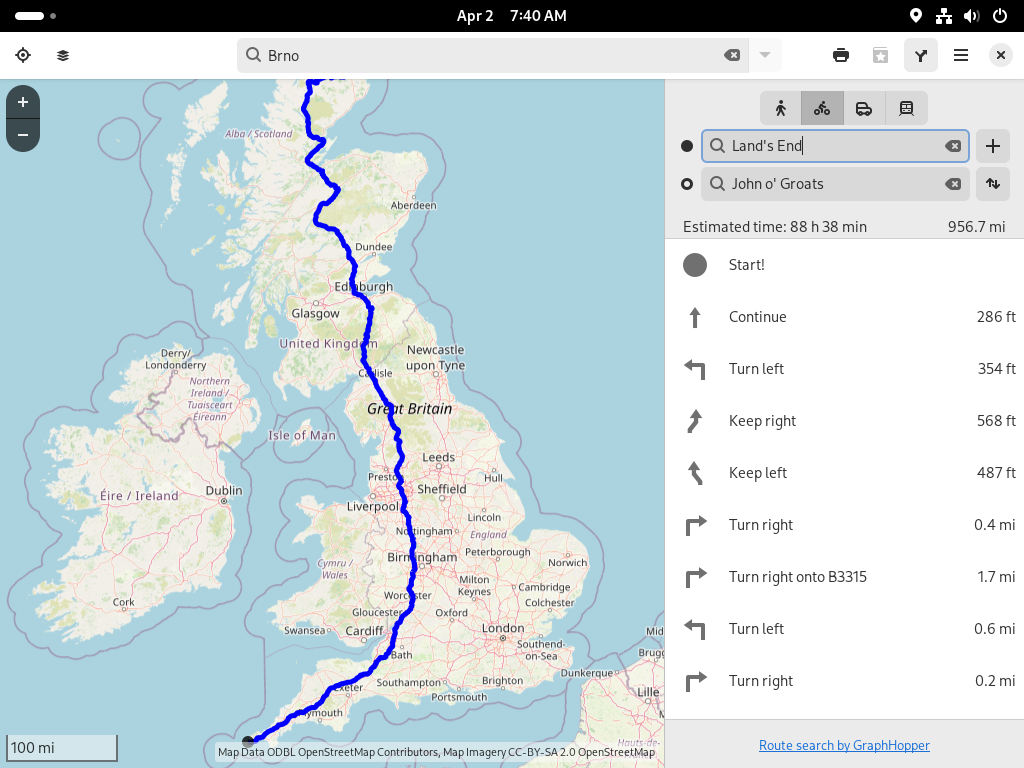 Apr 2 7:40 AM
Brno
Land's End
John o' Groats
Estimated time: 88 h 38 min 956.7 mi
Start!
Continue 286 ft
Turn left 354 ft
Keep right 568 ft
Keep left 487 ft
Turn right 0.4 mi
Turn right onto B3315 1.7 mi
Turn left 0.6 mi
Turn right 0.2 mi
Route search by GraphHopper
Alba / Scotland
Aberdeen
Dundee
Edinburgh
Glasgow
United Kingdom
Newcastle
upon Tyne
Derry/
Londonderry
Carlisle
Northern
Ireland /
Tuaisceart
Éireann
Great Britain
Isle of Man
Leeds
Preston
Hull
Sheffield
Éire / Ireland
Dublin
Liverpool
Lincoln
Nottingham
England
Peterborough
Birmingham
Norwich
Cymru /
Wales
Milton
Keynes
Cambridge
Worcester
Colchester
Cork
Gloucester
Oxford
Swansea
Cardiff
London
Southend-
on-Sea
Bath
Mid
Brugg
Dunkerque
Southampton
Brighton
Exeter
Portsmouth
Lille
Plymouth
Hauts-de-
100 mi
Map Data ODBL OpenStreetMap Contributors, Map Imagery CC-BY-SA 2.0 OpenStreetMap